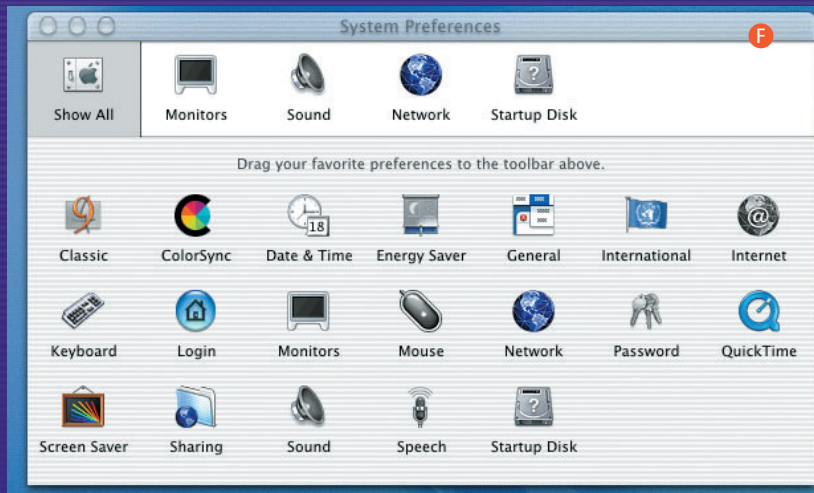 System Preferences
F
Show All Monitors Sound Network Startup Disk
Drag your favorite preferences to the toolbar above.
18
Classic ColorSync Date & Time Energy Saver General International Internet
Keyboard Login Monitors Mouse Network Password QuickTime
Screen Saver Sharing Sound Speech Startup Disk